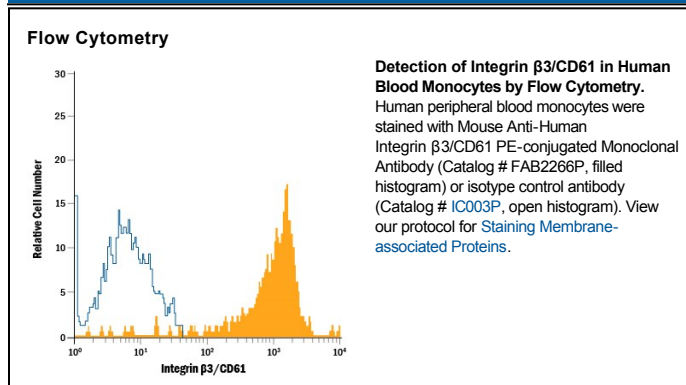 Flow Cytometry
30
25
20
15
10
5
0
Relative Cell Number
10⁰
10¹
10²
10³
10⁴
Integrin β3/CD61
Detection of Integrin β3/CD61 in Human
Blood Monocytes by Flow Cytometry.
Human peripheral blood monocytes were
stained with Mouse Anti-Human
Integrin β3/CD61 PE-conjugated Monoclonal
Antibody (Catalog # FAB2266P, filled
histogram) or isotype control antibody
(Catalog # IC003P, open histogram). View
our protocol for Staining Membrane-
associated Proteins.